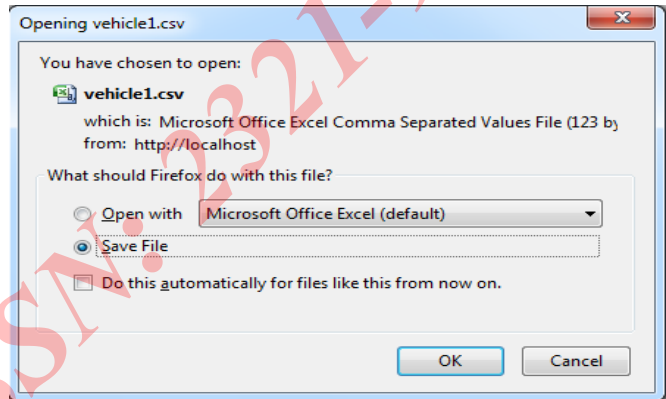 Opening vehicle1.csv
You have chosen to open:
vehicle1.csv
which is: Microsoft Office Excel Comma Separated Values File (123 by
from: http://localhost
What should Firefox do with this file?
Open with Microsoft Office Excel (default)
Save File
Do this automatically for files like this from now on.
OK Cancel
SSN: 2321-